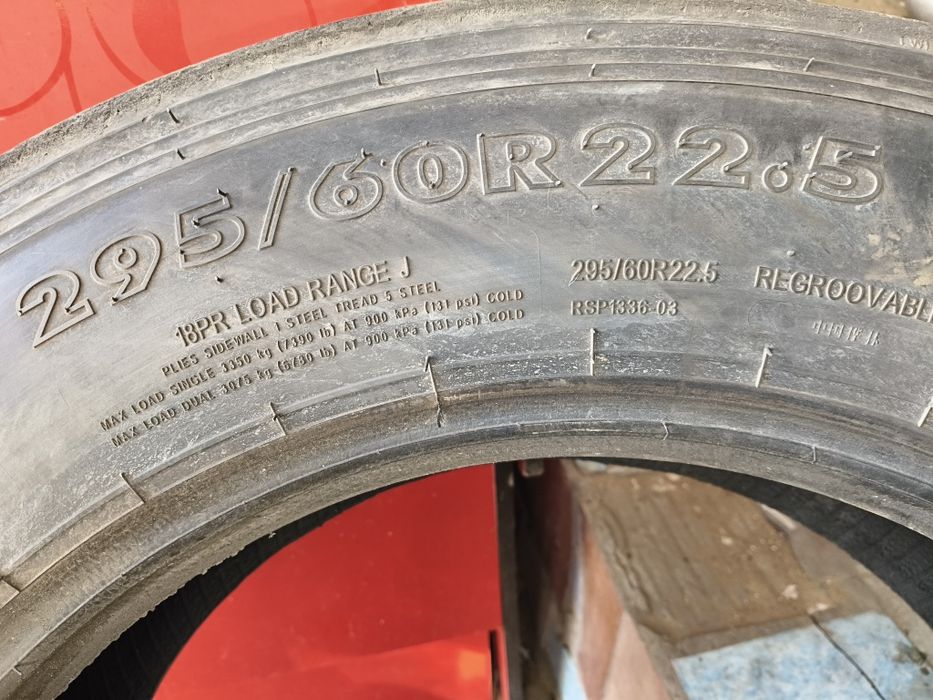 295/60R22.5
18PR LOAD RANGE J
PLIES SIDEWALL 1 STEEL TREAD 5 STEEL
MAX LOAD SINGLE 3350 kg (7390 lb) AT 900 kPa (131 psi) COLD
MAX LOAD DUAL 3075 kg (6780 lb) AT 900 kPa (131 psi) COLD
295/60R22.5
RSP1336-03
REGROOVABL